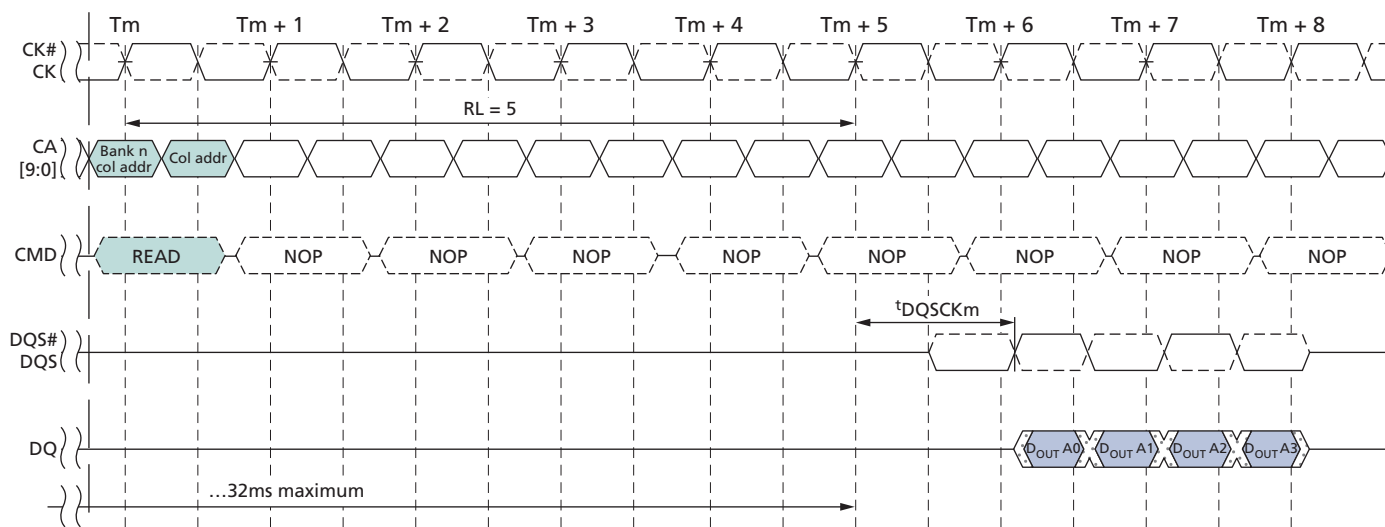 Tm Tm + 1 Tm + 2 Tm + 3 Tm + 4 Tm + 5 Tm + 6 Tm + 7 Tm + 8
CK#
CK
RL = 5
CA
[9:0]
Bank n
col addr
Col addr
CMD READ NOP NOP NOP NOP NOP NOP NOP NOP
tDQSCKm
DQS#
DQS
DQ DOUT A0 DOUT A1 DOUT A2 DOUT A3
…32ms maximum